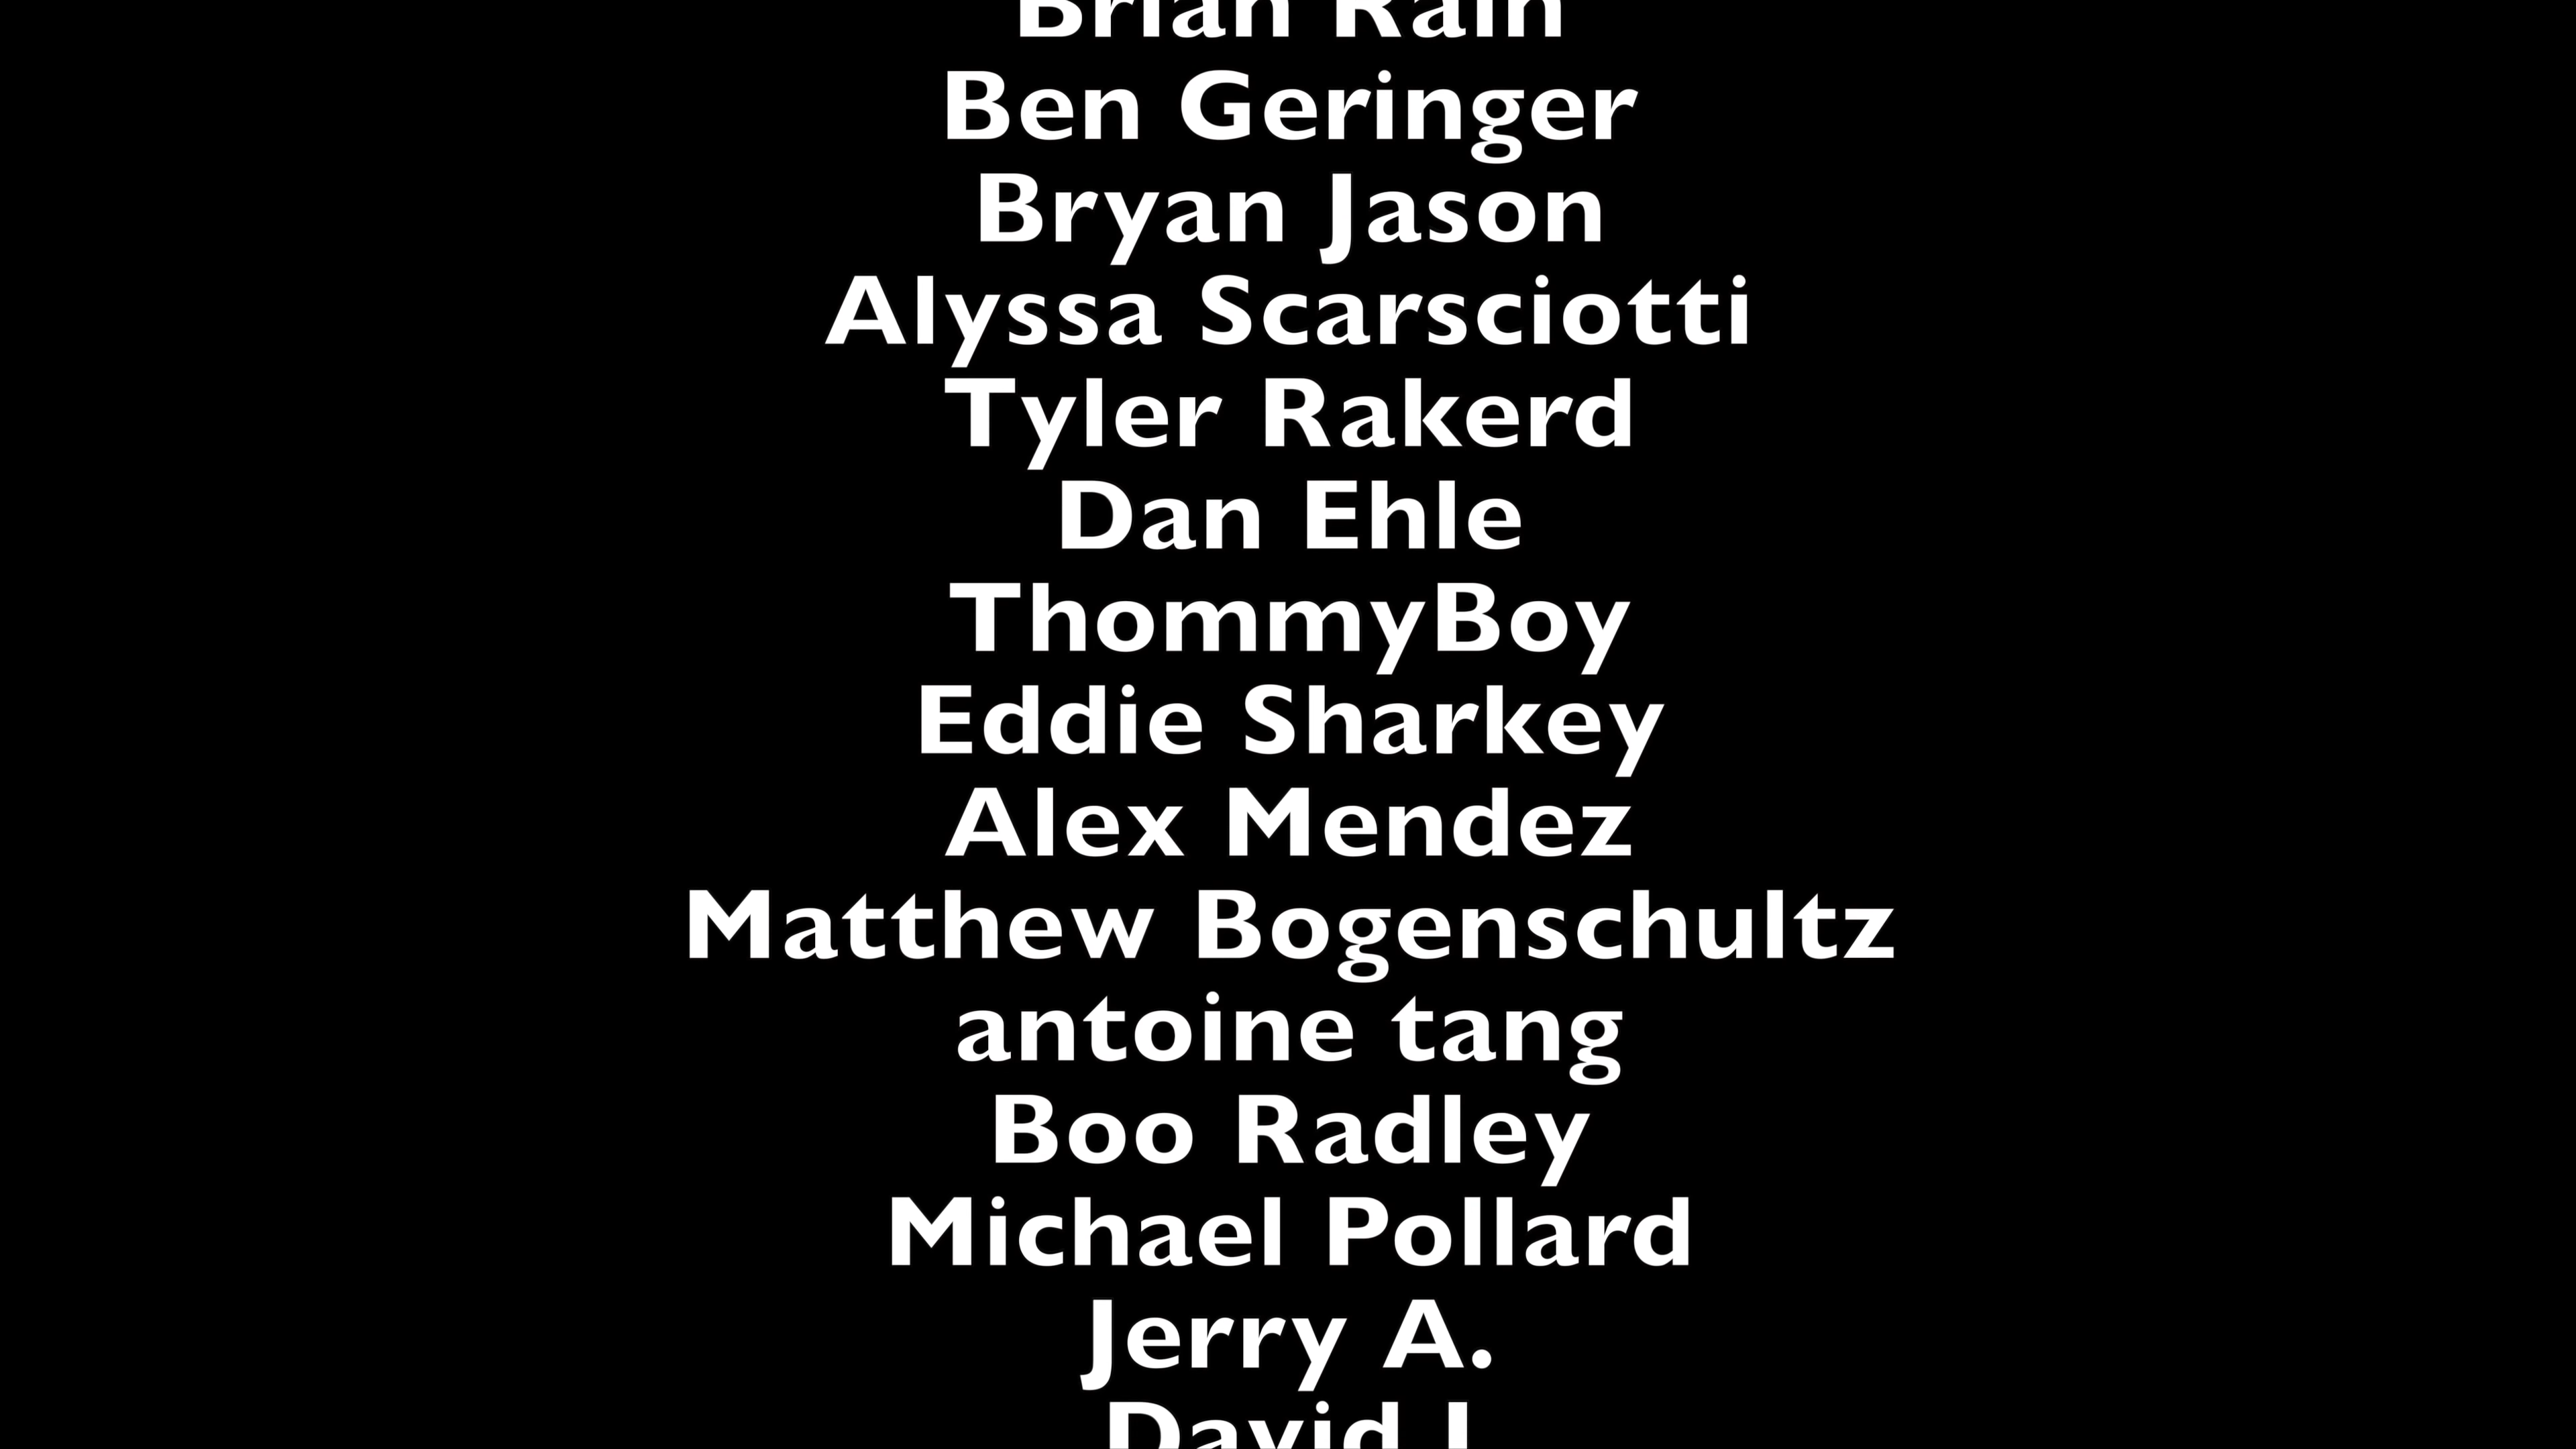 Brian Rain
Ben Geringer
Bryan Jason
Alyssa Scarsciotti
Tyler Rakerd
Dan Ehle
ThommyBoy
Eddie Sharkey
Alex Mendez
Matthew Bogenschultz
antoine tang
Boo Radley
Michael Pollard
Jerry A.
David